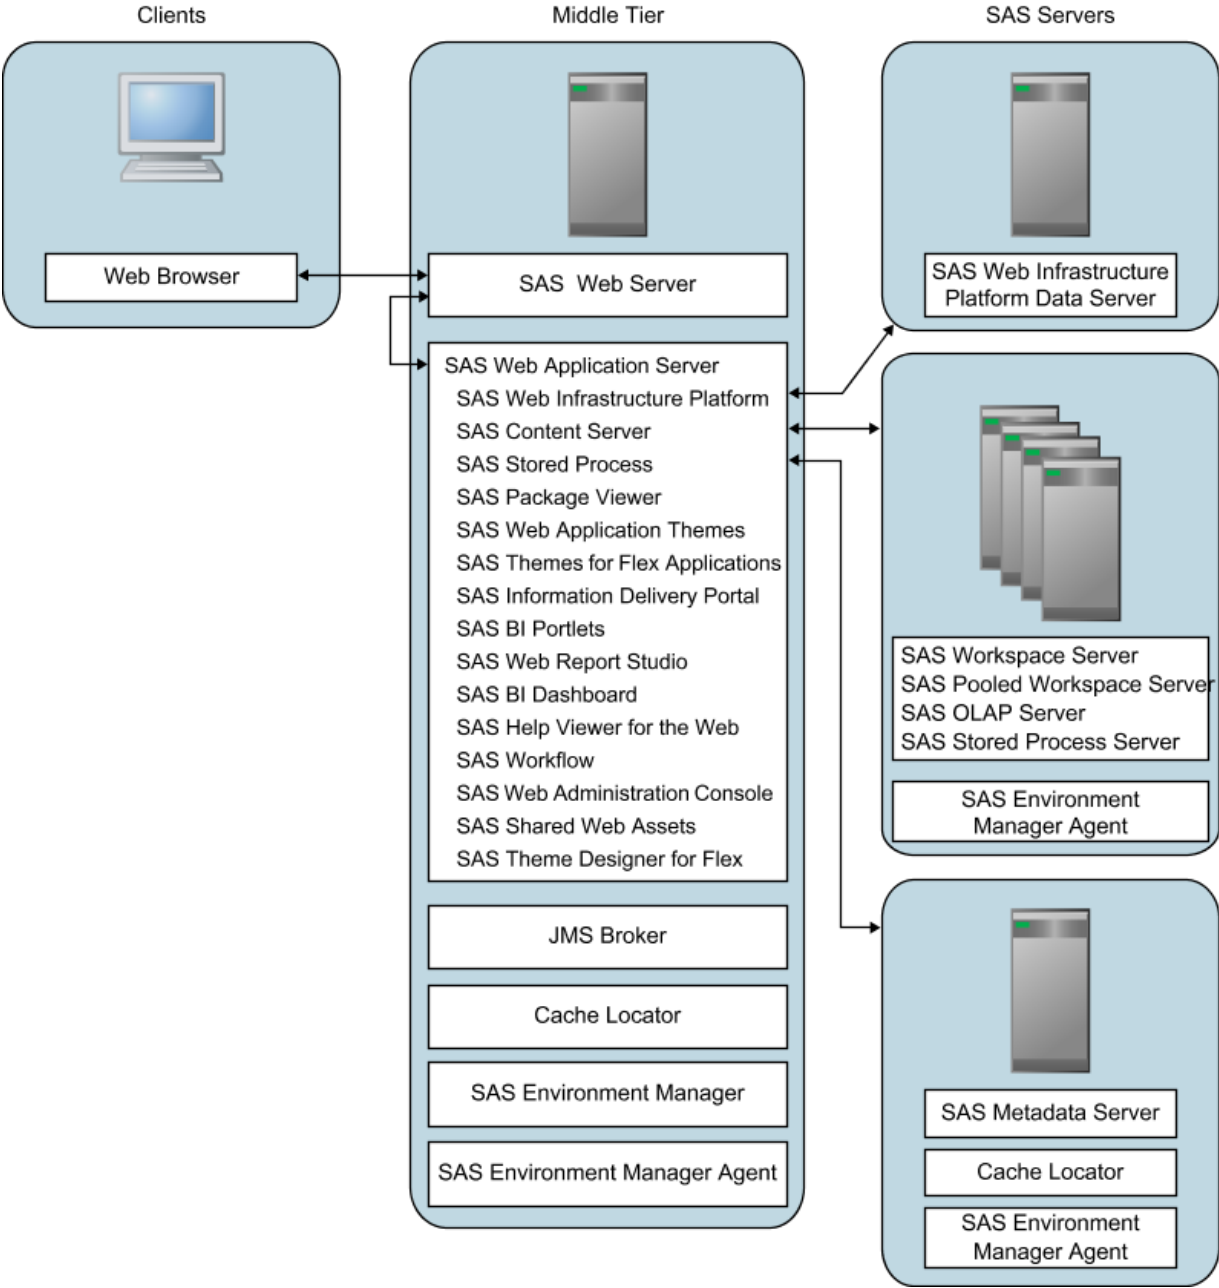 Clients
Middle Tier
SAS Servers
Web Browser
SAS Web Server
SAS Web Application Server
SAS Web Infrastructure Platform
SAS Content Server
SAS Stored Process
SAS Package Viewer
SAS Web Application Themes
SAS Themes for Flex Applications
SAS Information Delivery Portal
SAS BI Portlets
SAS Web Report Studio
SAS BI Dashboard
SAS Help Viewer for the Web
SAS Workflow
SAS Web Administration Console
SAS Shared Web Assets
SAS Theme Designer for Flex
JMS Broker
Cache Locator
SAS Environment Manager
SAS Environment Manager Agent
SAS Web Infrastructure
Platform Data Server
SAS Workspace Server
SAS Pooled Workspace Server
SAS OLAP Server
SAS Stored Process Server
SAS Environment
Manager Agent
SAS Metadata Server
Cache Locator
SAS Environment
Manager Agent